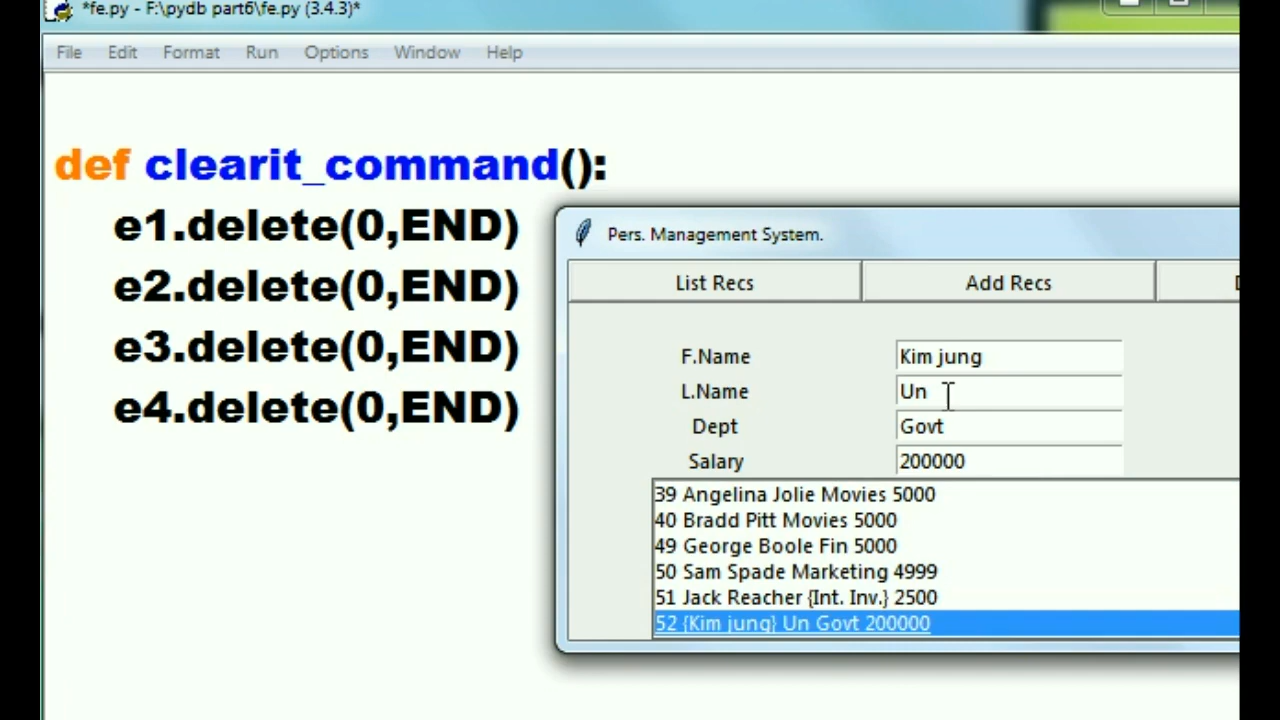 *fe.py - F:\pydb part6\fe.py (3.4.3)*
File Edit Format Run Options Window Help
def clearit_command():
e1.delete(0,END)
e2.delete(0,END)
e3.delete(0,END)
e4.delete(0,END)
Pers. Management System.
List Recs Add Recs
F.Name Kim jung
L.Name Un
Dept Govt
Salary 200000
39 Angelina Jolie Movies 5000
40 Bradd Pitt Movies 5000
49 George Boole Fin 5000
50 Sam Spade Marketing 4999
51 Jack Reacher {Int. Inv.} 2500
52 {Kim jung} Un Govt 200000